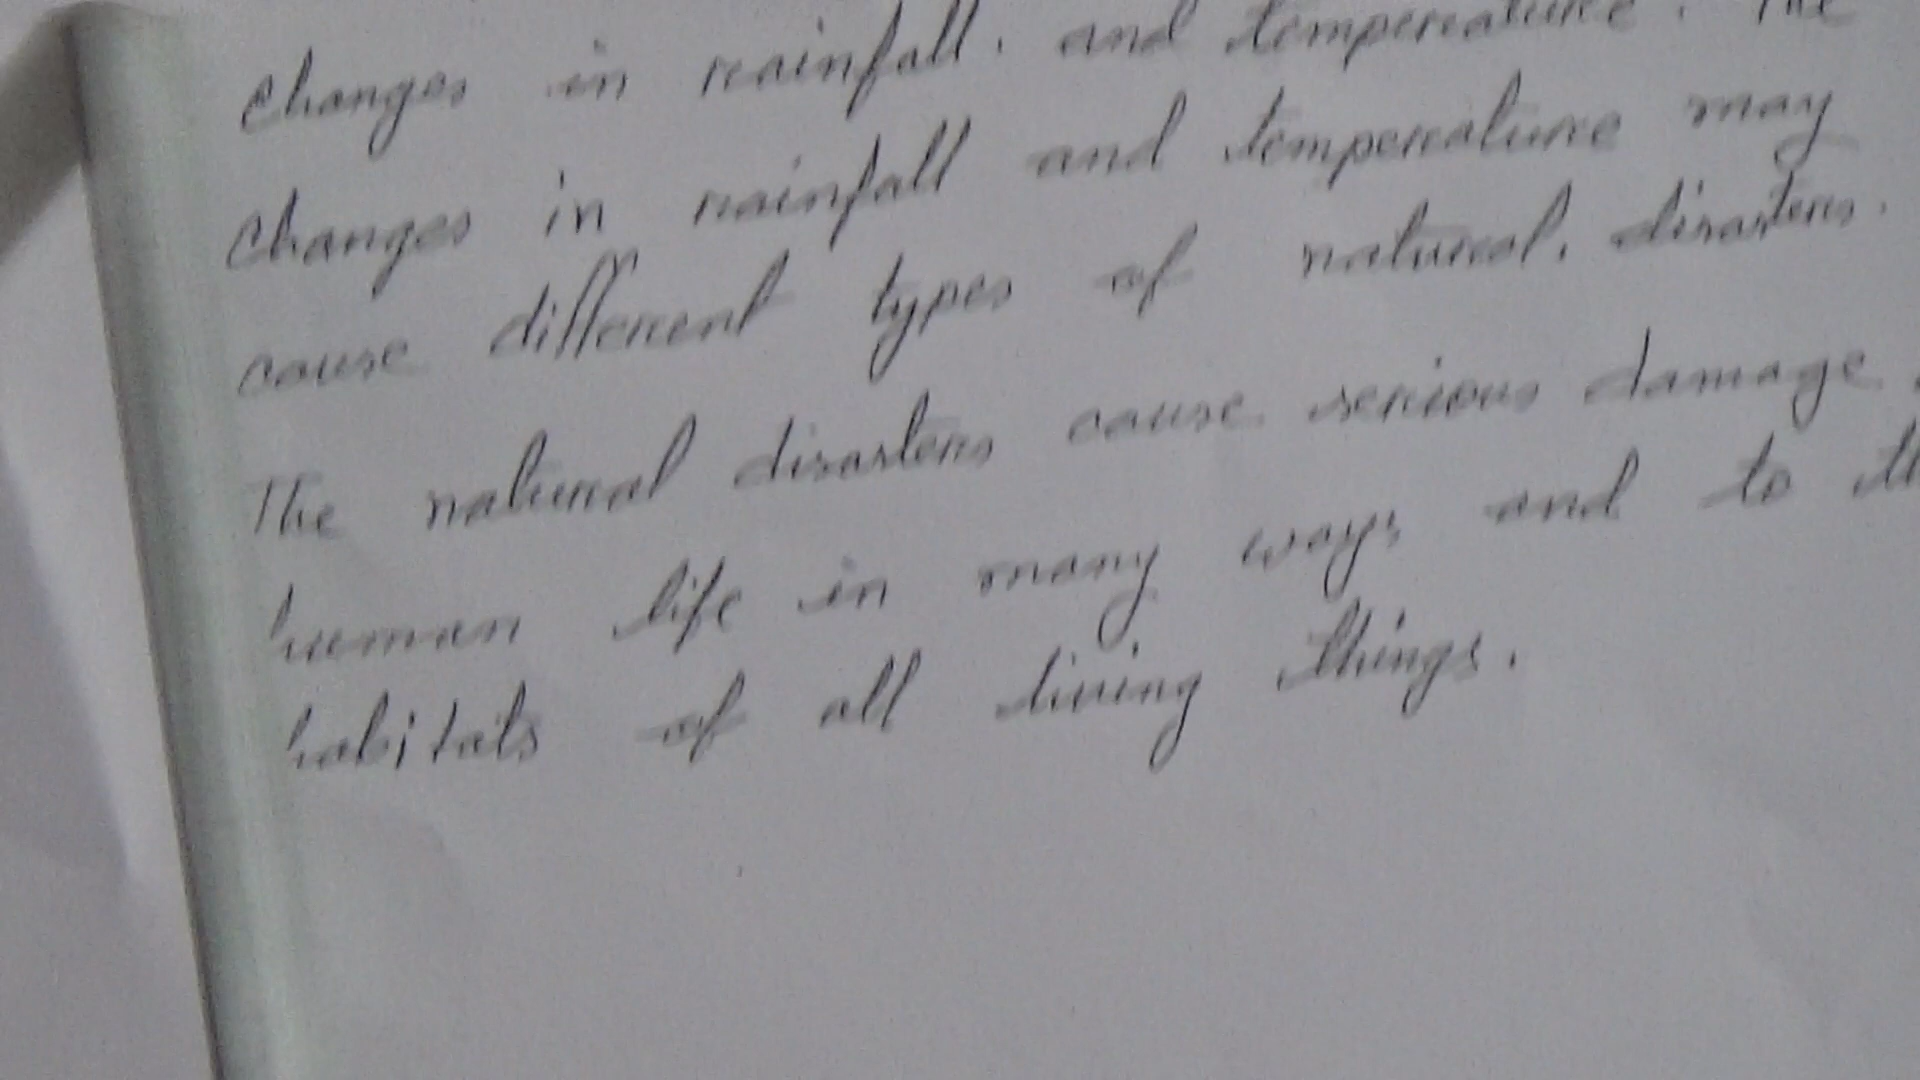 changes in rainfall. and temperature. The
changes in rainfall and temperature may
cause different types of natural. disasters.
The natural disasters cause serious damage
human life in many ways and to th
habitats of all living things.